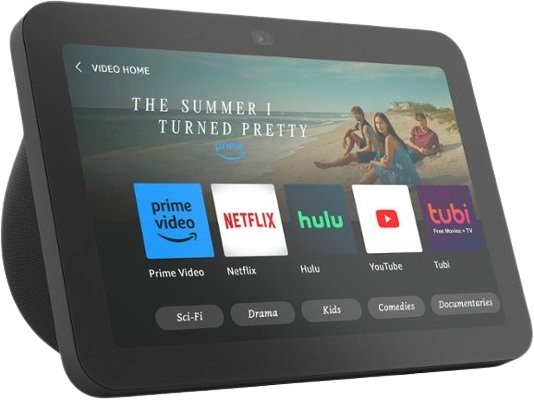 VIDEO HOME
THE SUMMER I
TURNED PRETTY
prime
prime
video
NETFLIX
hulu
tubi
Free Movies + TV
Prime Video
Netflix
Hulu
YouTube
Tubi
Sci-Fi
Drama
Kids
Comedies
Documentaries